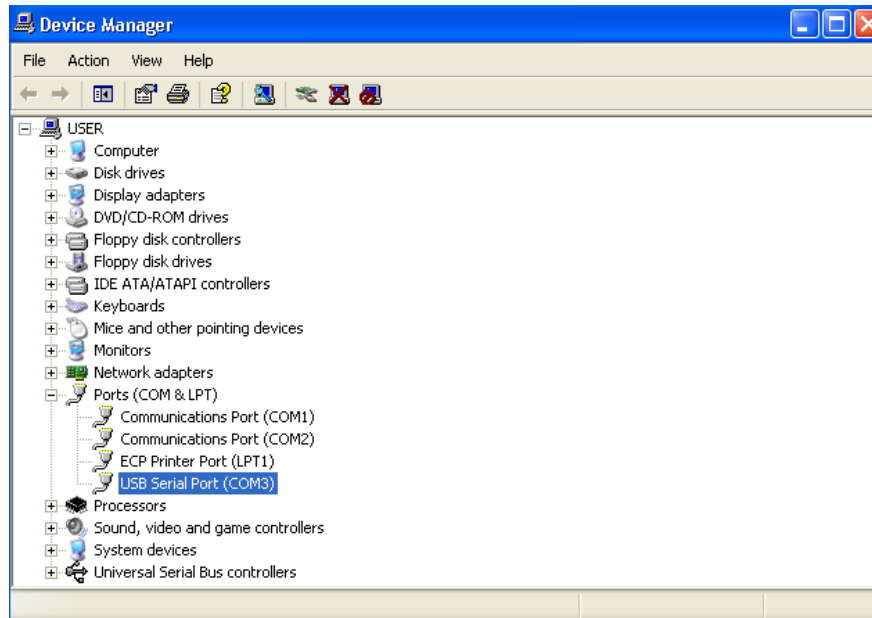 Device Manager
File Action View Help
USER
Computer
Disk drives
Display adapters
DVD/CD-ROM drives
Floppy disk controllers
Floppy disk drives
IDE ATA/ATAPI controllers
Keyboards
Mice and other pointing devices
Monitors
Network adapters
Ports (COM & LPT)
Communications Port (COM1)
Communications Port (COM2)
ECP Printer Port (LPT1)
USB Serial Port (COM3)
Processors
Sound, video and game controllers
System devices
Universal Serial Bus controllers